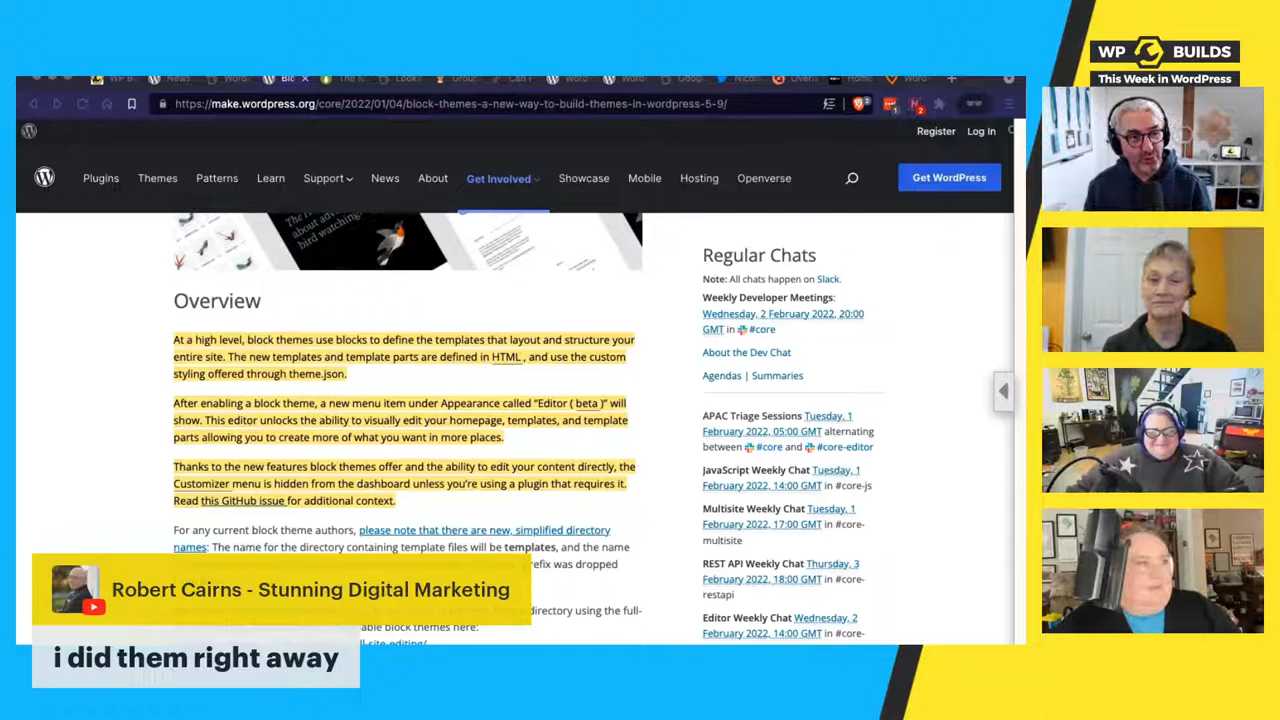 WP BUILDS
This Week in WordPress
https://make.wordpress.org/core/2022/01/04/block-themes-a-new-way-to-build-themes-in-wordpress-5-9/
Register Log In
Plugins Themes Patterns Learn Support News About Get Involved Showcase Mobile Hosting Openverse
Get WordPress
about
bird watching.
Overview
At a high level, block themes use blocks to define the templates that layout and structure your
entire site. The new templates and template parts are defined in HTML , and use the custom
styling offered through theme.json.
After enabling a block theme, a new menu item under Appearance called “Editor ( beta )” will
show. This editor unlocks the ability to visually edit your homepage, templates, and template
parts allowing you to create more of what you want in more places.
Thanks to the new features block themes offer and the ability to edit your content directly, the
Customizer menu is hidden from the dashboard unless you’re using a plugin that requires it.
Read this GitHub issue for additional context.
For any current block theme authors, please note that there are new, simplified directory
names: The name for the directory containing template files will be templates, and the name
prefix was dropped
directory using the full-
block themes here:
Regular Chats
Note: All chats happen on Slack.
Weekly Developer Meetings:
Wednesday, 2 February 2022, 20:00
GMT in #core
About the Dev Chat
Agendas | Summaries
APAC Triage Sessions Tuesday, 1
February 2022, 05:00 GMT alternating
between #core and #core-editor
JavaScript Weekly Chat Tuesday, 1
February 2022, 14:00 GMT in #core-js
Multisite Weekly Chat Tuesday, 1
February 2022, 17:00 GMT in #core-
multisite
REST API Weekly Chat Thursday, 3
February 2022, 18:00 GMT in #core-
restapi
Editor Weekly Chat Wednesday, 2
February 2022, 14:00 GMT in #core-
Robert Cairns - Stunning Digital Marketing
i did them right away